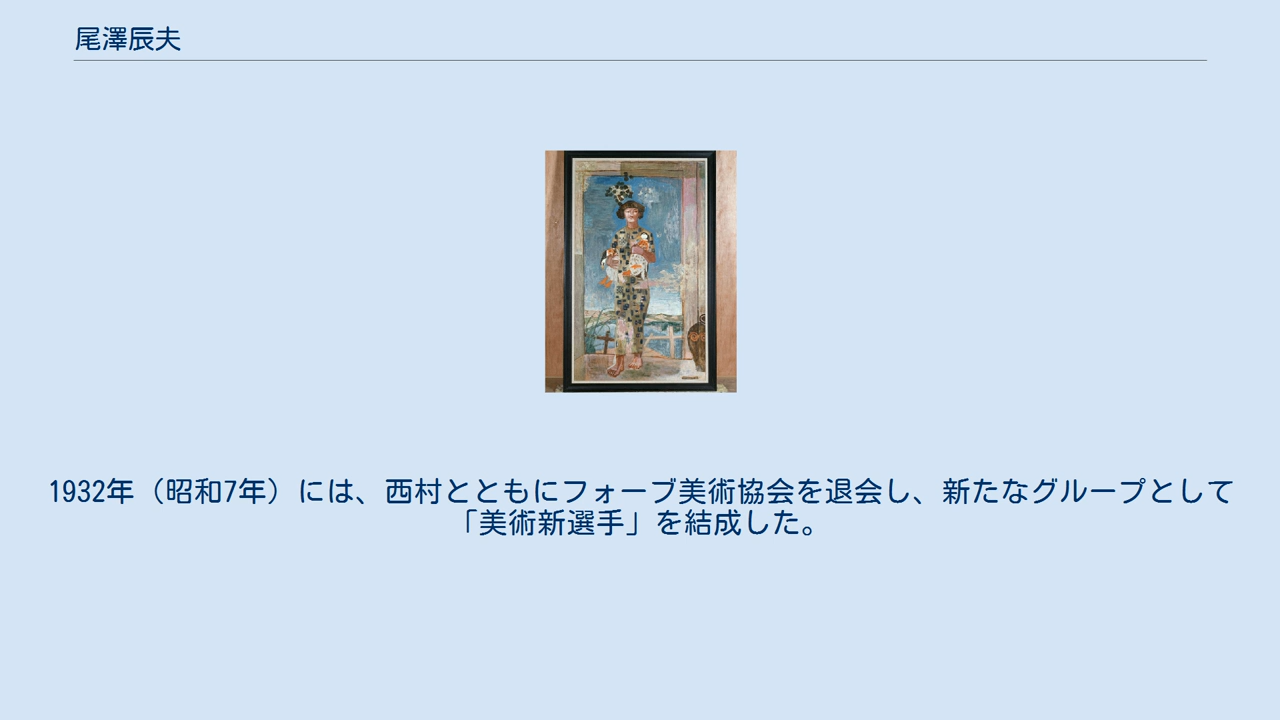 尾澤辰夫
1932年（昭和7年）には、西村とともにフォーブ美術協会を退会し、新たなグループとして
「美術新選手」を結成した。